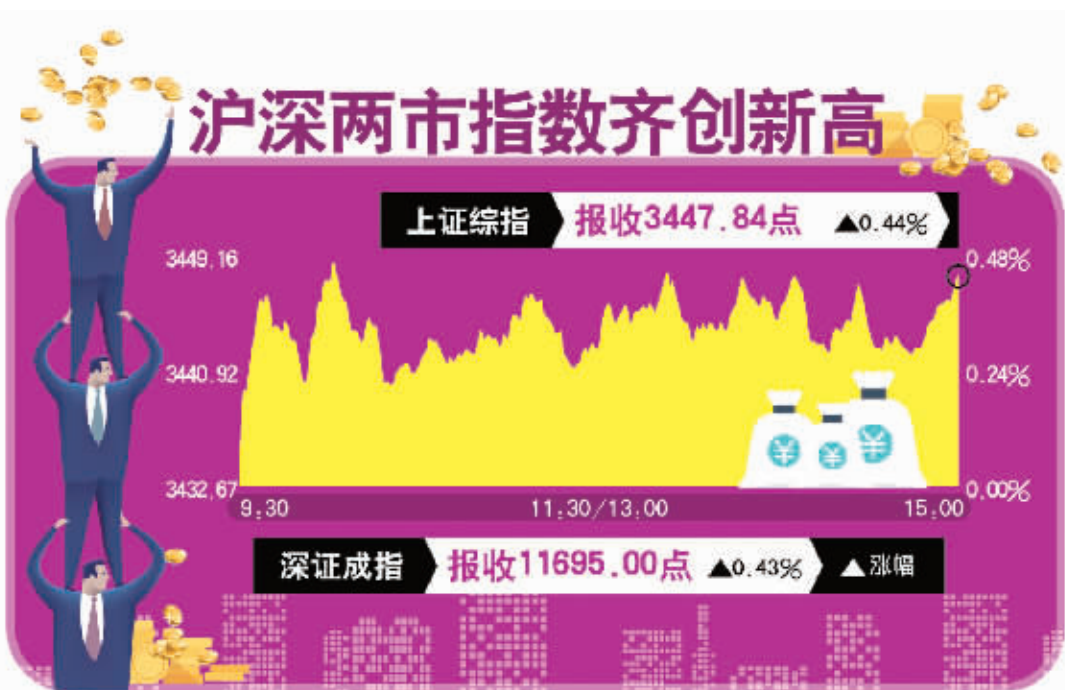 沪深两市指数齐创新高
上证综指 报收3447.84点 ▲0.44%
3449.16 0.48%
3440.92 0.24%
3432.67 0.00%
9:30 11:30/13:00 15:00
¥ ¥ ¥
深证成指 报收11695.00点 ▲0.43% ▲涨幅